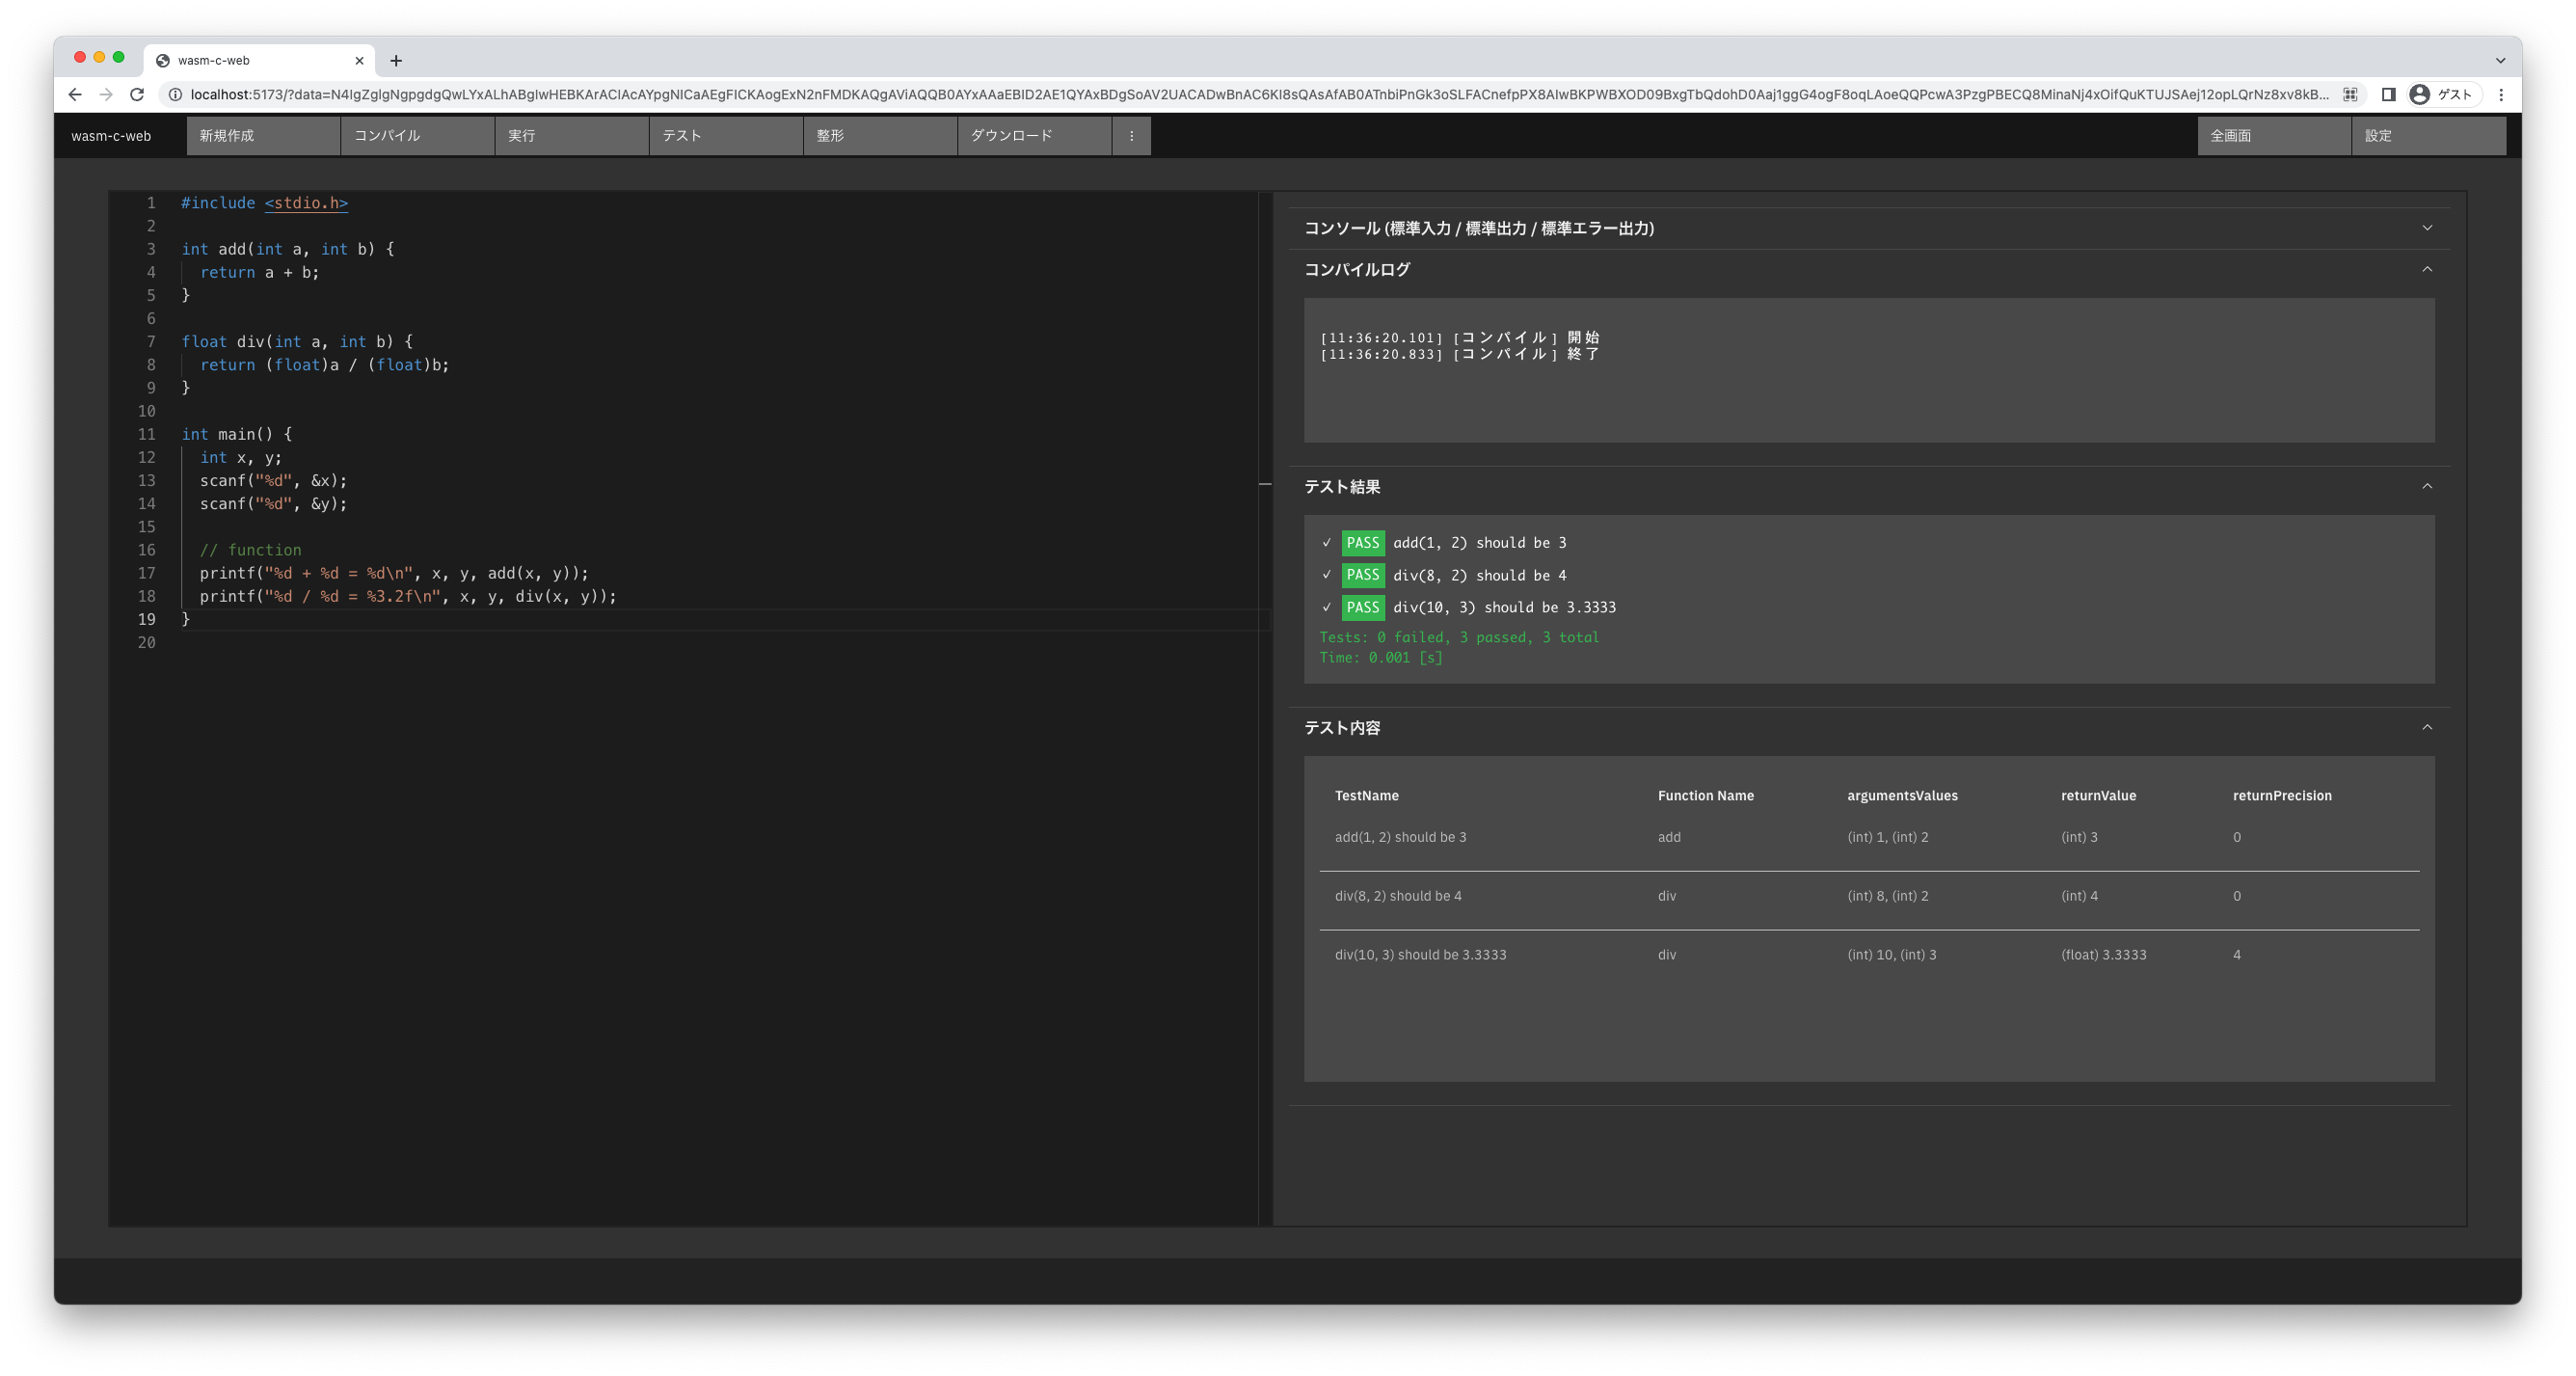 wasm-c-web
localhost:5173/?data=
ゲスト
wasm-c-web 新規作成 コンパイル 実行 テスト 整形 ダウンロード 全画面 設定
1 #include <stdio.h>
2
3 int add(int a, int b) {
4 return a + b;
5 }
6
7 float div(int a, int b) {
8 return (float)a / (float)b;
9 }
10
11 int main() {
12 int x, y;
13 scanf("%d", &x);
14 scanf("%d", &y);
15
16 // function
17 printf("%d + %d = %d\n", x, y, add(x, y));
18 printf("%d / %d = %3.2f\n", x, y, div(x, y));
19 }
20
コンソール (標準入力 / 標準出力 / 標準エラー出力)
コンパイルログ
[11:36:20.101] [コンパイル] 開始
[11:36:20.833] [コンパイル] 終了
テスト結果
✓ PASS add(1, 2) should be 3
✓ PASS div(8, 2) should be 4
✓ PASS div(10, 3) should be 3.3333
Tests: 0 failed, 3 passed, 3 total
Time: 0.001 [s]
テスト内容
TestName Function Name argumentsValues returnValue returnPrecision
add(1, 2) should be 3 add (int) 1, (int) 2 (int) 3 0
div(8, 2) should be 4 div (int) 8, (int) 2 (int) 4 0
div(10, 3) should be 3.3333 div (int) 10, (int) 3 (float) 3.3333 4